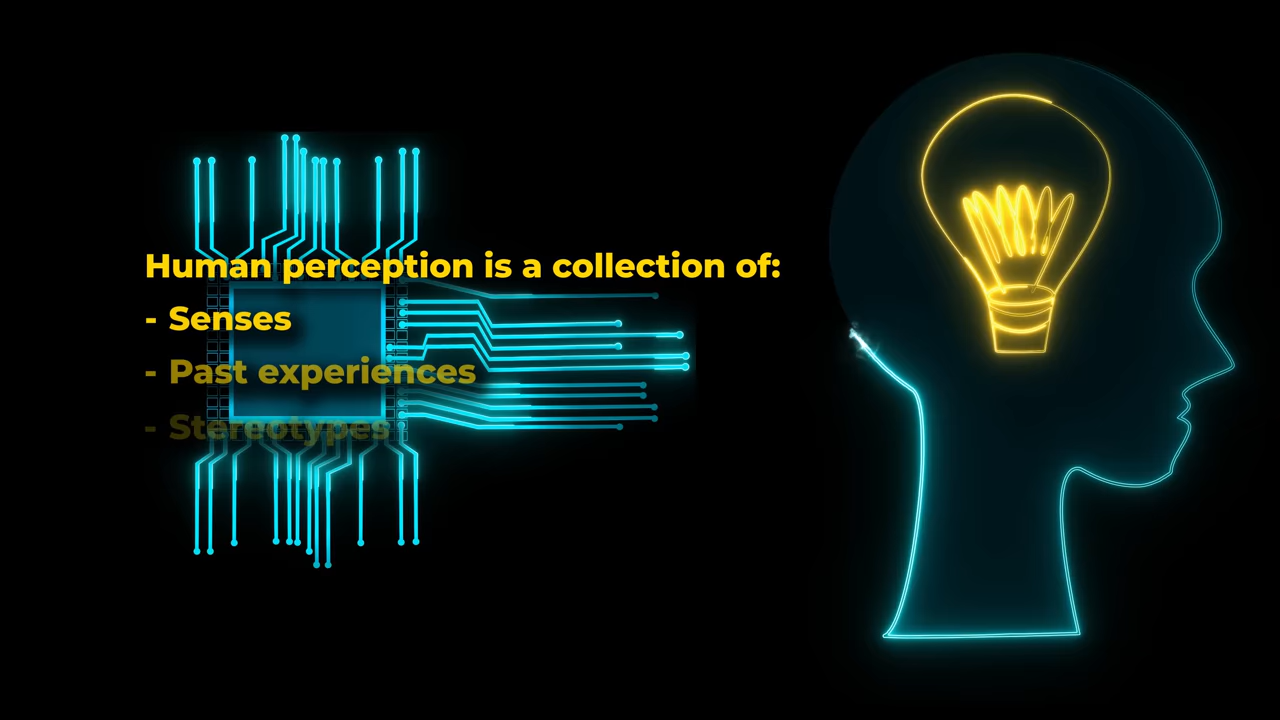 Human perception is a collection of:
- Senses
- Past experiences
- Stereotypes